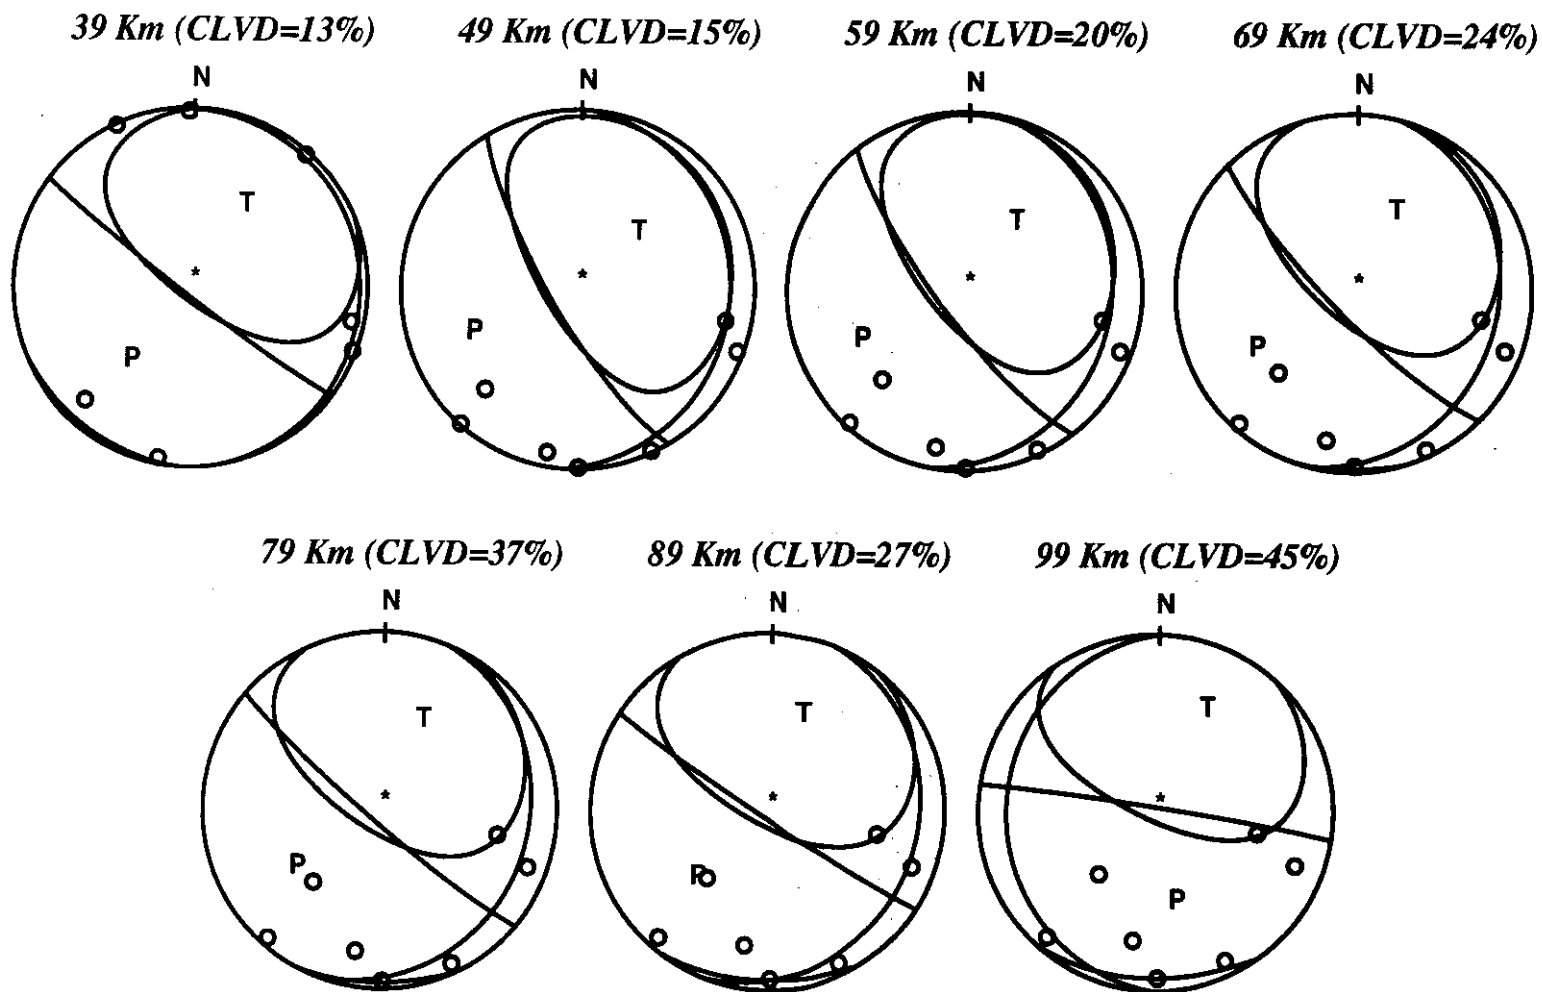 39 Km (CLVD=13%) 49 Km (CLVD=15%) 59 Km (CLVD=20%) 69 Km (CLVD=24%)
N N N N
T T T T
* * * *
P P P P
79 Km (CLVD=37%) 89 Km (CLVD=27%) 99 Km (CLVD=45%)
N N N
T T T
* * *
P P P